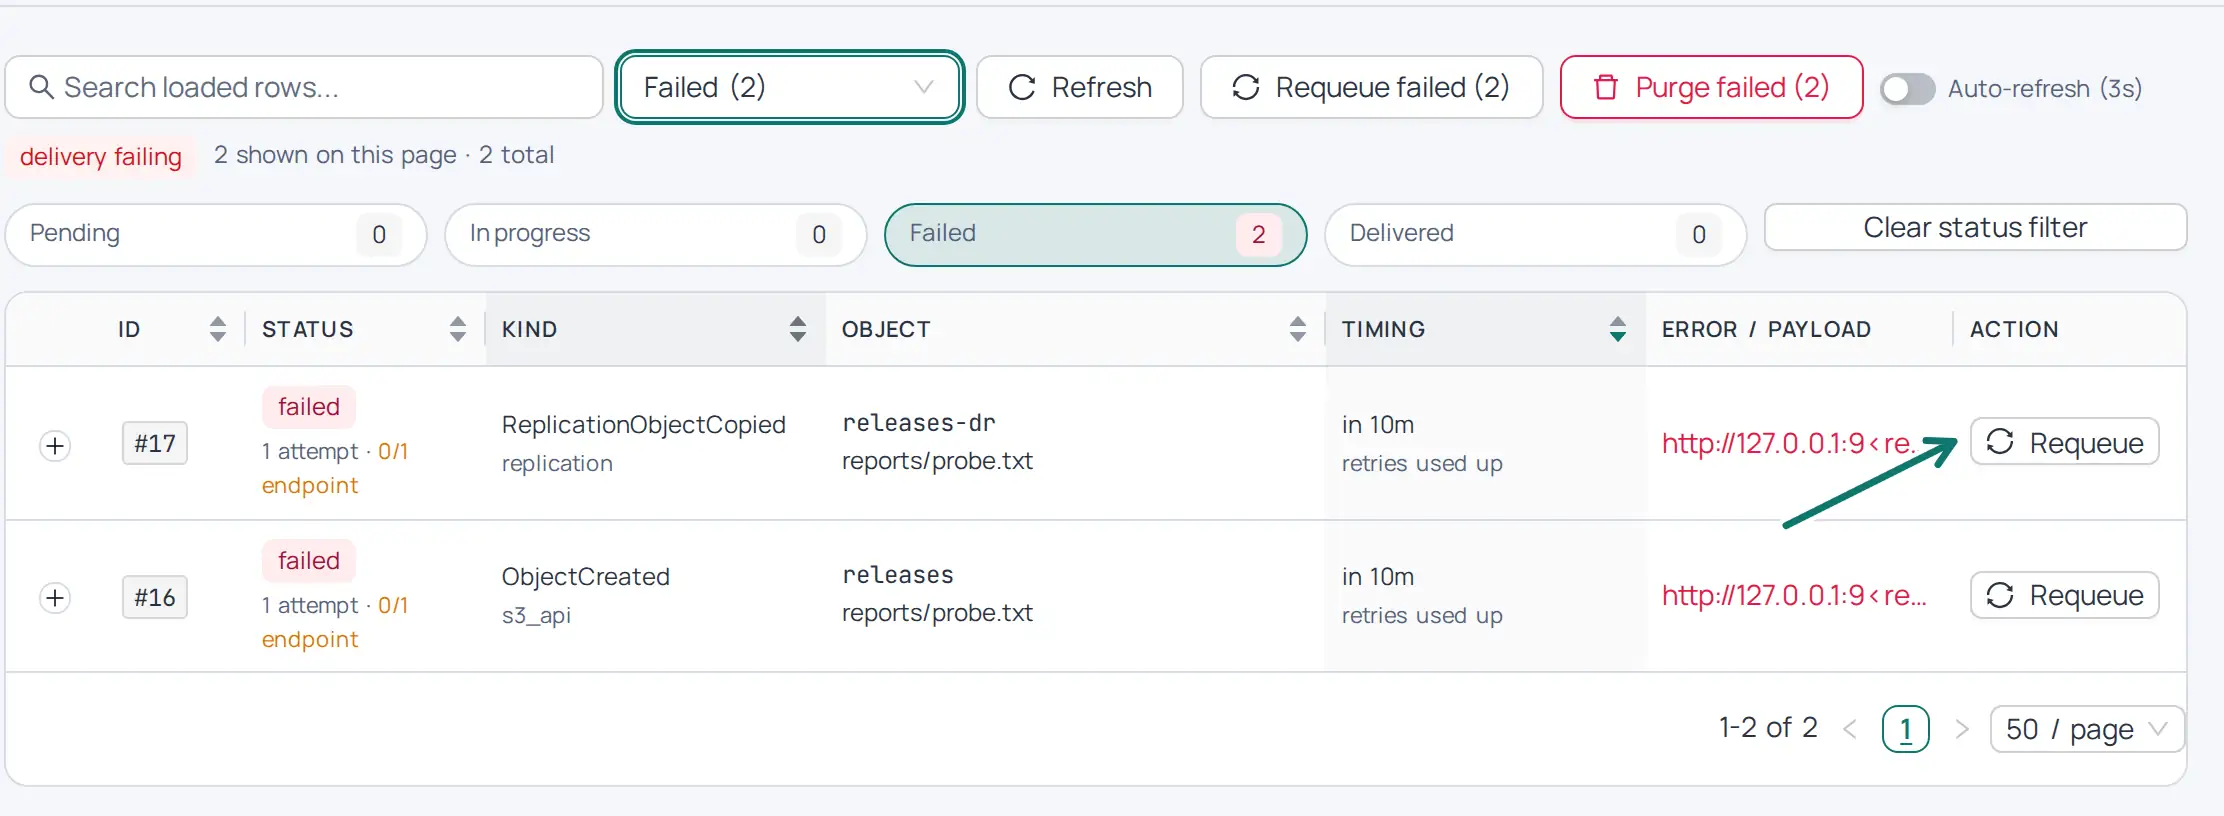 Search loaded rows...
Failed (2)
Refresh
Requeue failed (2)
Purge failed (2)
Auto-refresh (3s)
delivery failing
2 shown on this page · 2 total
Pending 0
In progress 0
Failed 2
Delivered 0
Clear status filter
ID STATUS KIND OBJECT TIMING ERROR / PAYLOAD ACTION
#17
failed
1 attempt · 0/1
endpoint
ReplicationObjectCopied
replication
releases-dr
reports/probe.txt
in 10m
retries used up
http://127.0.0.1:9<re...
Requeue
#16
failed
1 attempt · 0/1
endpoint
ObjectCreated
s3_api
releases
reports/probe.txt
in 10m
retries used up
http://127.0.0.1:9<re...
Requeue
1-2 of 2 < 1 > 50 / page